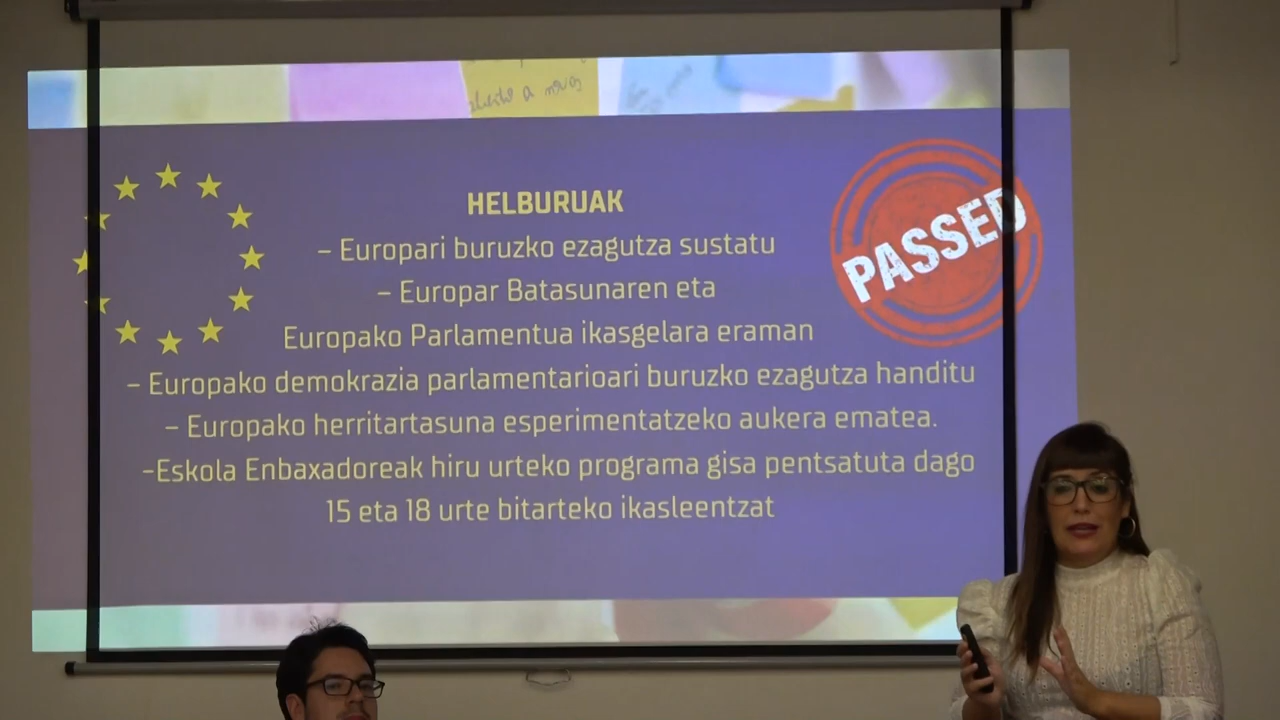 HELBURUAK
– Europari buruzko ezagutza sustatu
– Europar Batasunaren eta
Europako Parlamentua ikasgelara eraman
– Europako demokrazia parlamentarioari buruzko ezagutza handitu
– Europako herritartasuna esperimentatzeko aukera ematea.
–Eskola Enbaxadoreak hiru urteko programa gisa pentsatuta dago
15 eta 18 urte bitarteko ikasleentzat
PASSED